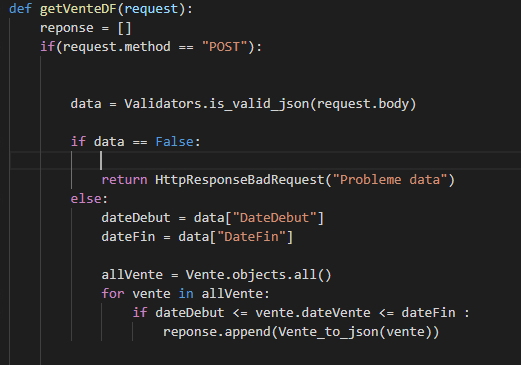 def getVenteDF(request):
    reponse = []
    if(request.method == "POST"):
        data = Validators.is_valid_json(request.body)
        if data == False:
            return HttpResponseBadRequest("Probleme data")
        else:
            dateDebut = data["DateDebut"]
            dateFin = data["DateFin"]
            allVente = Vente.objects.all()
            for vente in allVente:
                if dateDebut <= vente.dateVente <= dateFin :
                    reponse.append(Vente_to_json(vente))